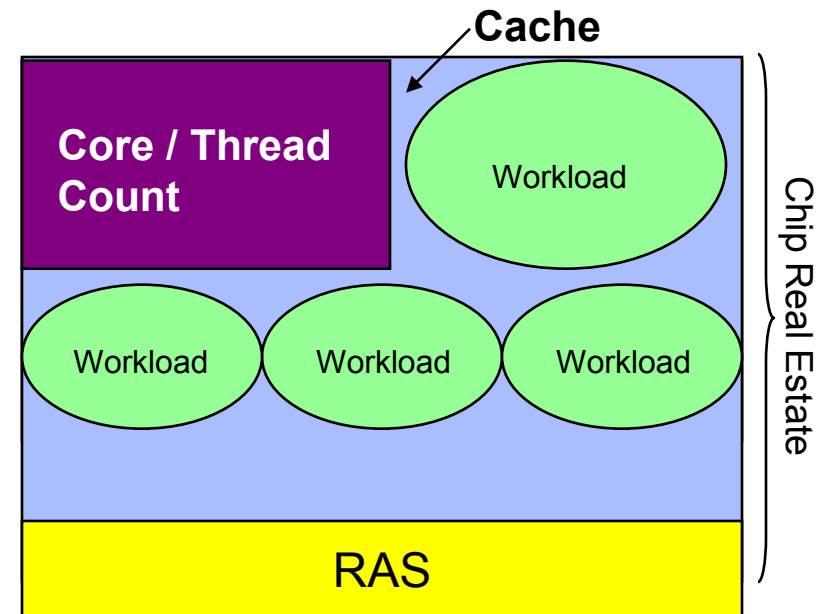 Cache
Core / Thread
Count
Workload
Workload
Workload
Workload
RAS
Chip Real Estate